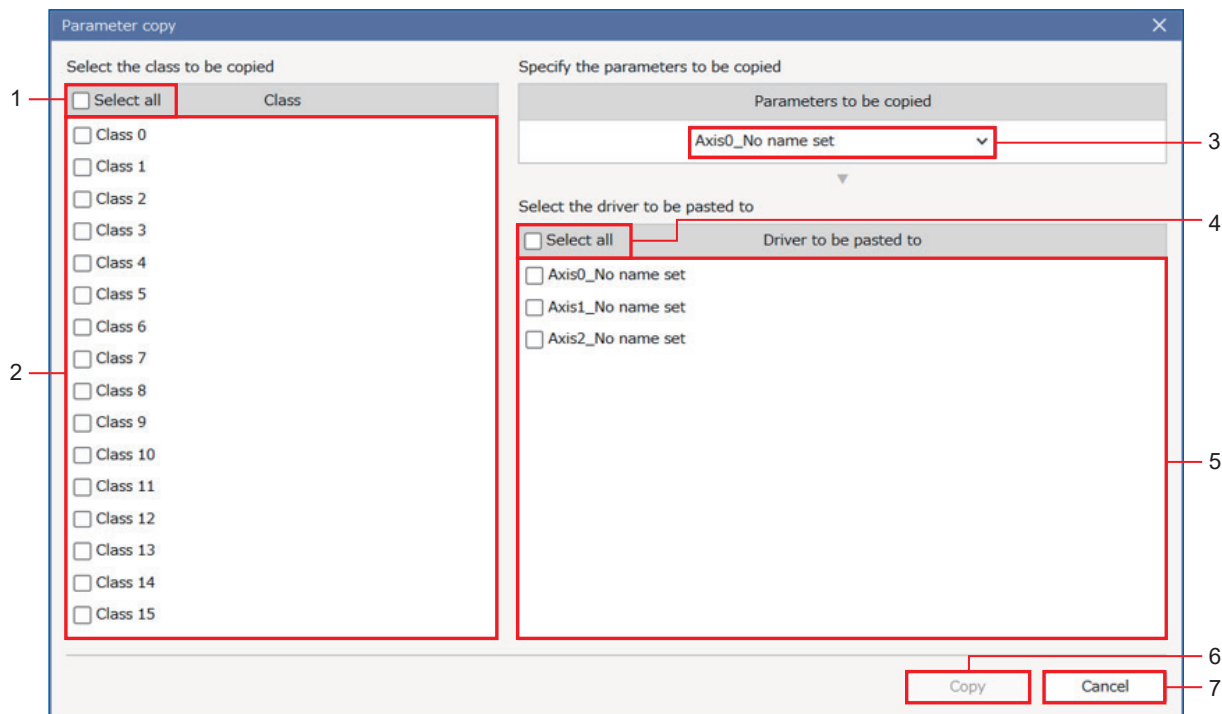 Parameter copy
Select the class to be copied
1
Select all
Class
Class 0
Class 1
Class 2
Class 3
Class 4
Class 5
Class 6
2
Class 7
Class 8
Class 9
Class 10
Class 11
Class 12
Class 13
Class 14
Class 15
Specify the parameters to be copied
Parameters to be copied
Axis0_No name set
3
Select the driver to be pasted to
4
Select all
Driver to be pasted to
Axis0_No name set
Axis1_No name set
Axis2_No name set
5
6
Copy
Cancel
7